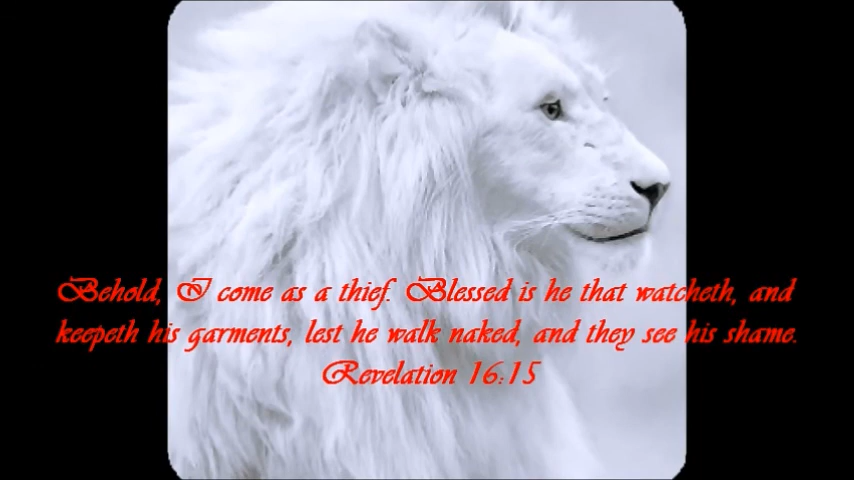 Behold, I come as a thief. Blessed is he that watcheth, and
keepeth his garments, lest he walk naked, and they see his shame.
Revelation 16:15